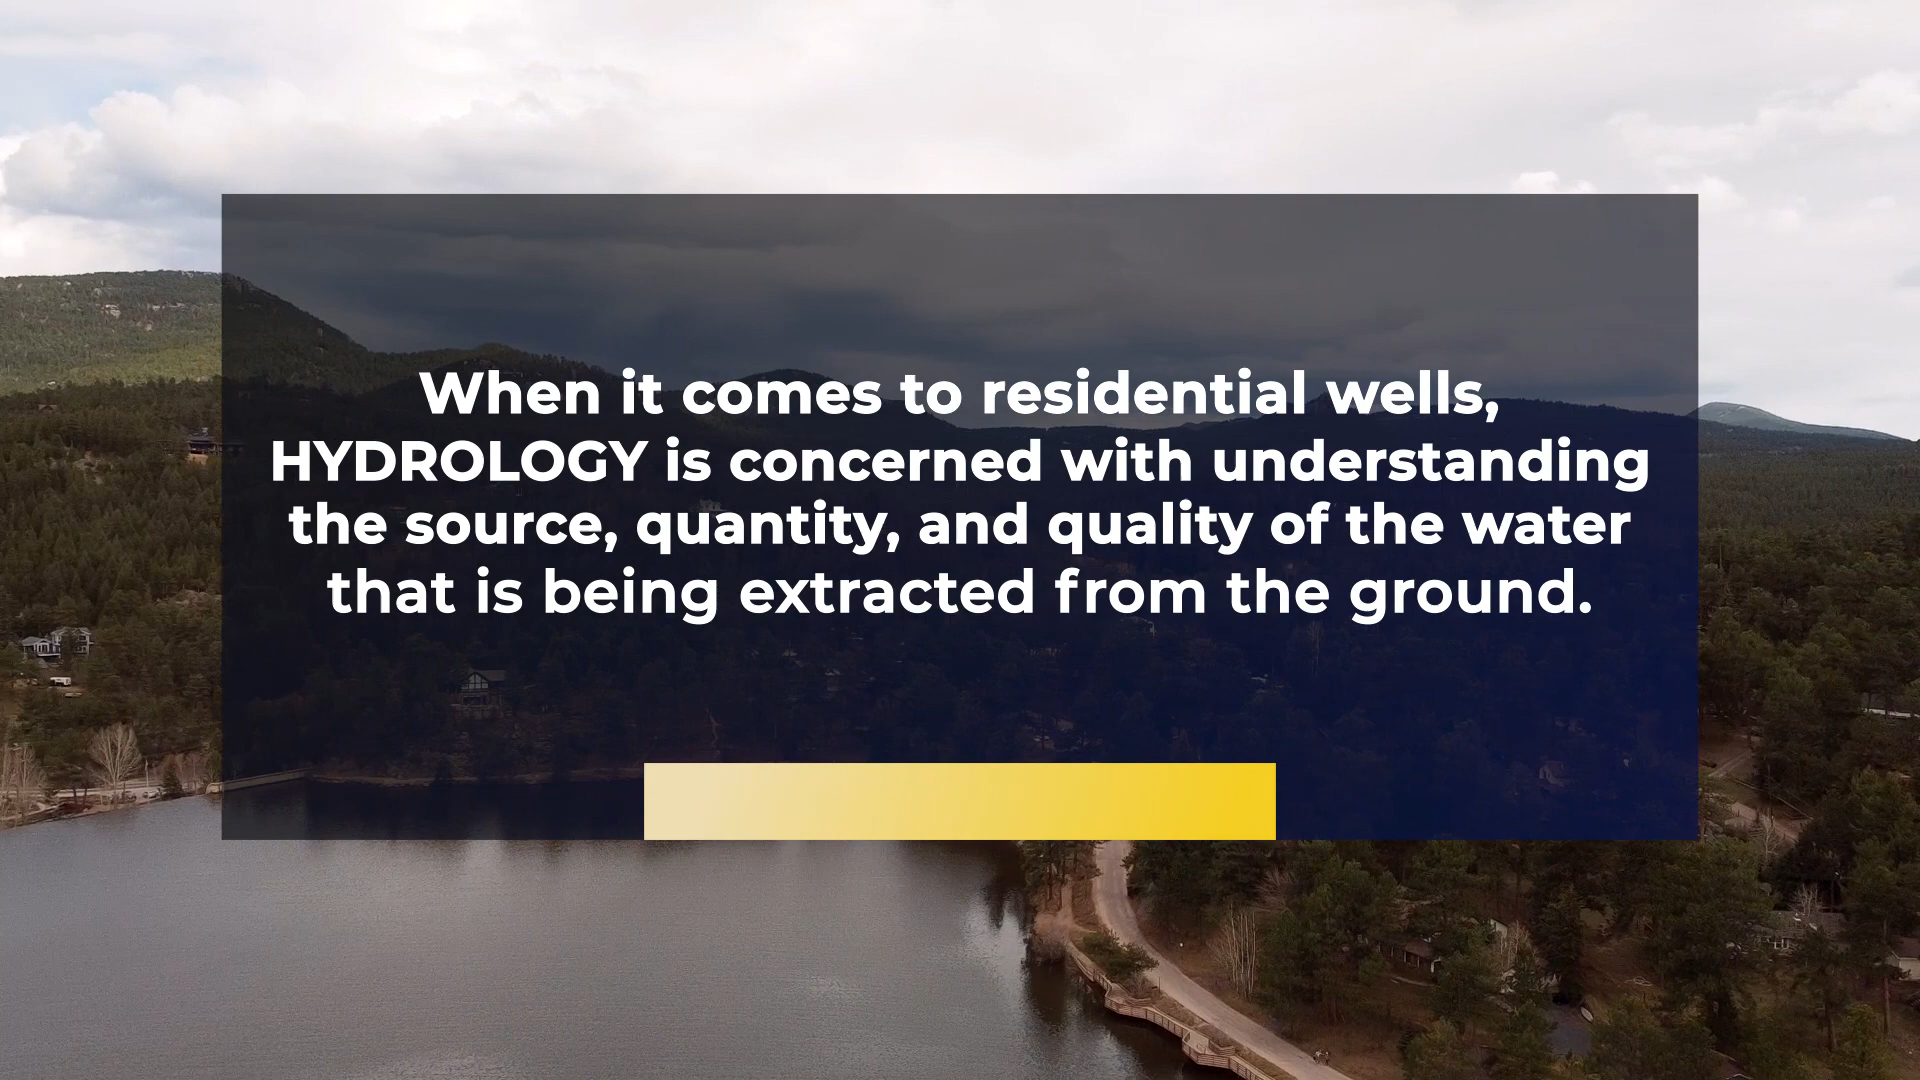 When it comes to residential wells,
HYDROLOGY is concerned with understanding
the source, quantity, and quality of the water
that is being extracted from the ground.